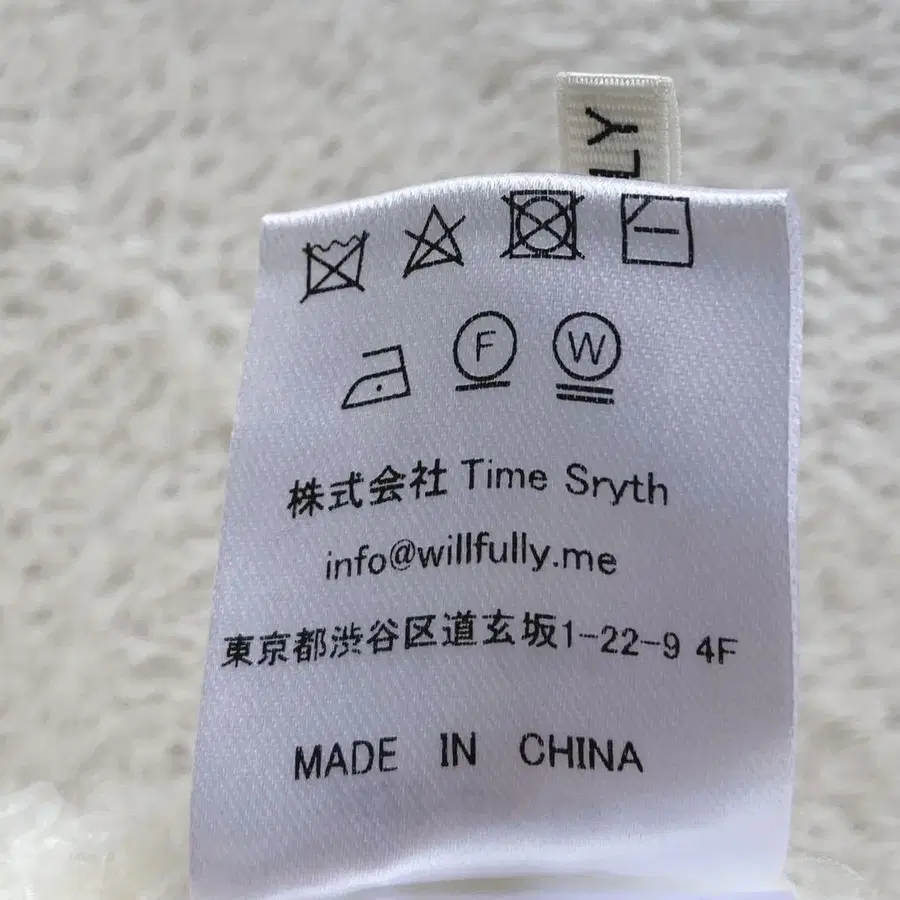 LLY
F W
株式会社 Time Sryth
info@willfully.me
東京都渋谷区道玄坂1-22-9 4F
MADE IN CHINA